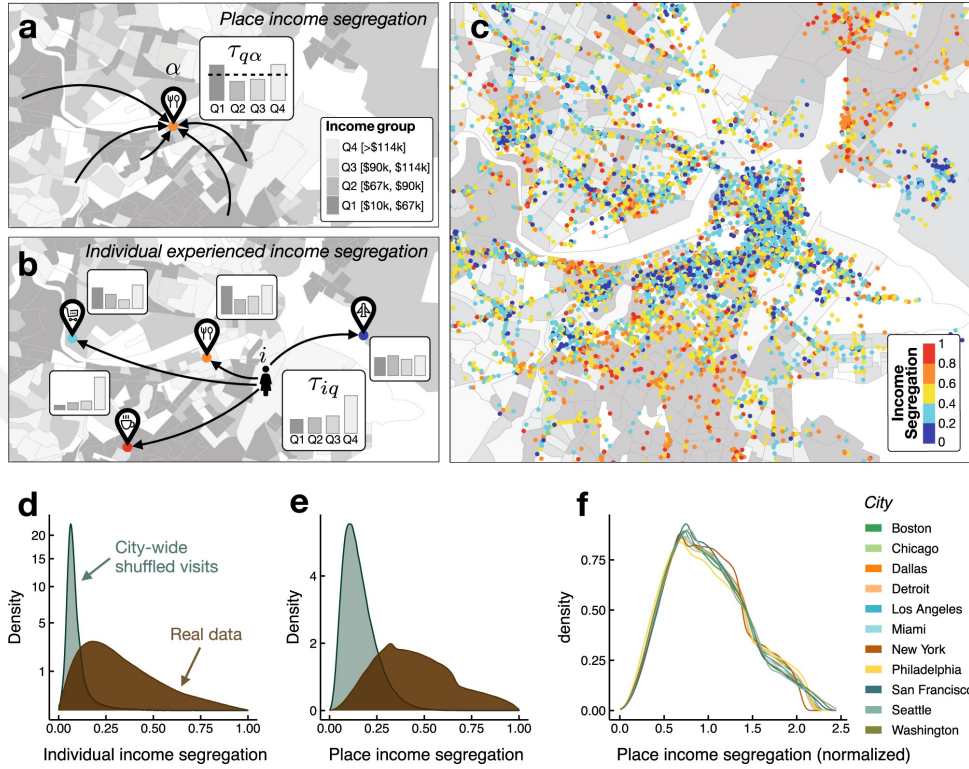 a
Place income segregation
α
τqα
Q1 Q2 Q3 Q4
Income group
Q4 [>$114k]
Q3 [$90k, $114k]
Q2 [$67k, $90k]
Q1 [$10k, $67k]
b
Individual experienced income segregation
i
τiq
Q1 Q2 Q3 Q4
c
Income
Segregation
1
0.8
0.6
0.4
0.2
0
d
Density
20
15
10
5
1
City-wide
shuffled visits
Real data
0.00 0.25 0.50 0.75 1.00
Individual income segregation
e
Density
4
2
0
0.00 0.25 0.50 0.75 1.00
Place income segregation
f
density
0.75
0.50
0.25
0.00
0.0 0.5 1.0 1.5 2.0 2.5
Place income segregation (normalized)
City
Boston
Chicago
Dallas
Detroit
Los Angeles
Miami
New York
Philadelphia
San Francisco
Seattle
Washington